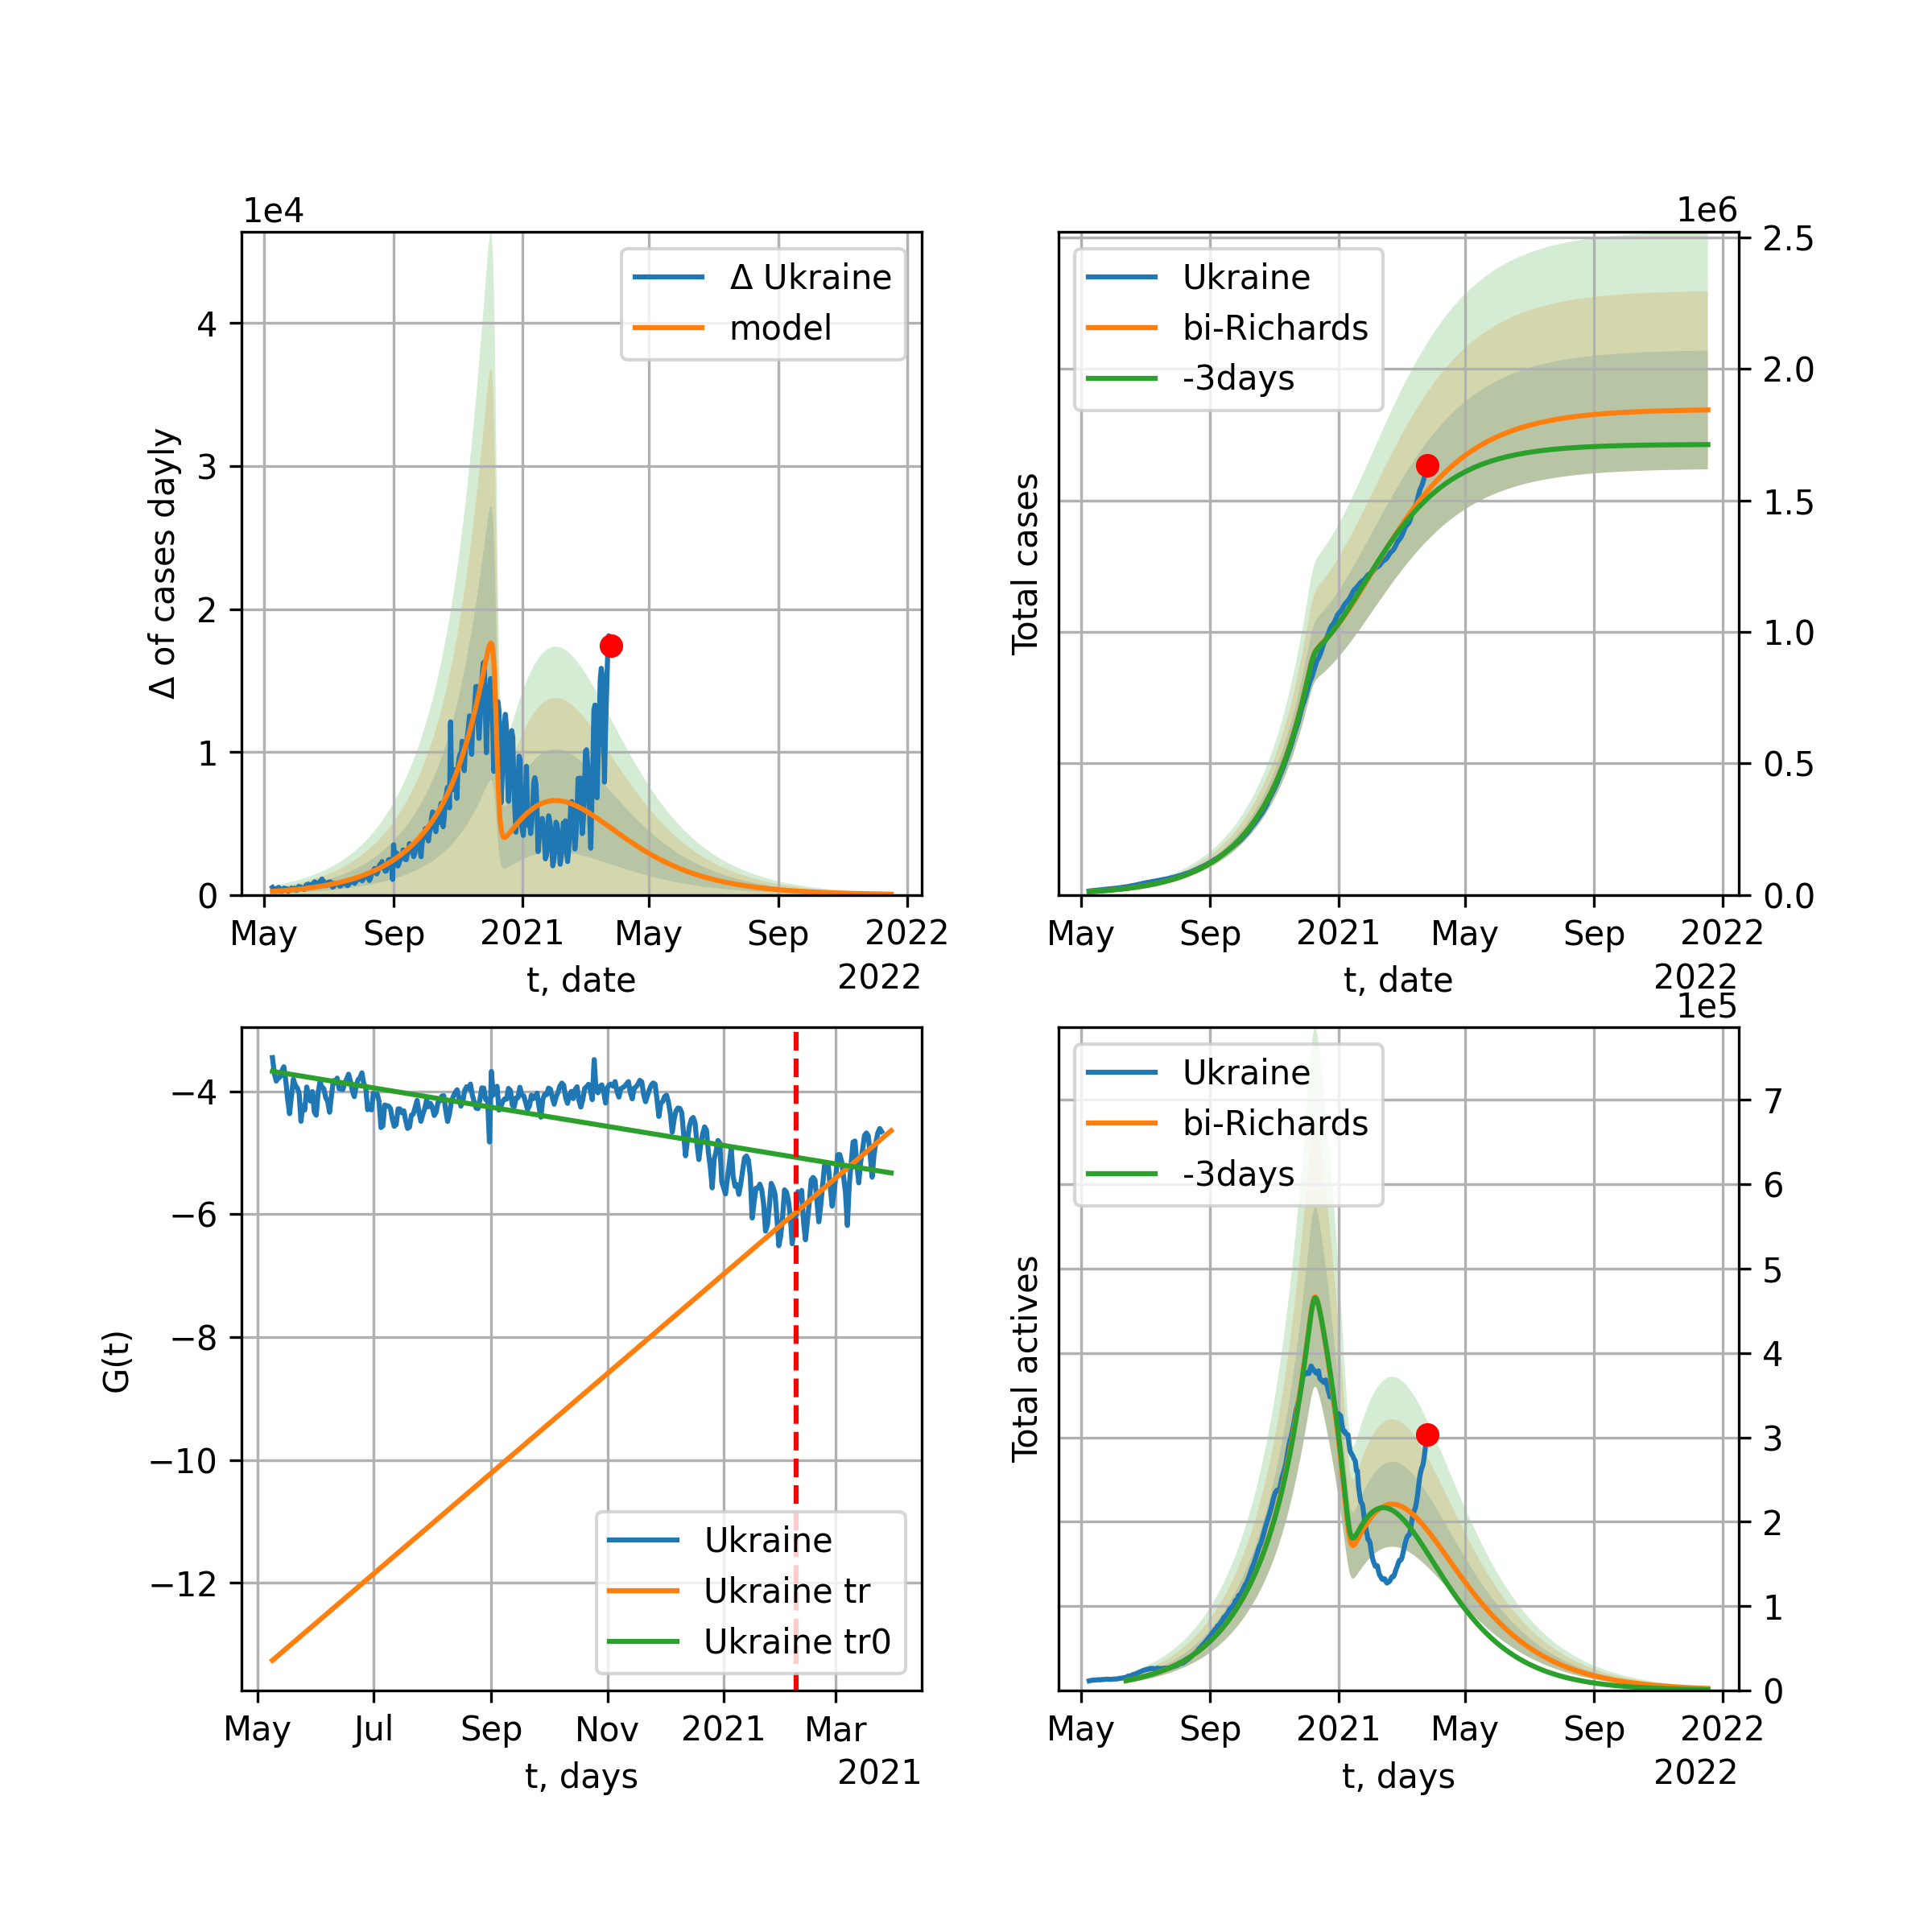 1e4
Δ of cases dayly
4
3
2
1
0
Δ Ukraine
model
May Sep 2021 May Sep 2022
t, date
2022
1e6
Total cases
Ukraine
bi-Richards
-3days
2.5
2.0
1.5
1.0
0.5
0.0
May Sep 2021 May Sep 2022
t, date
2022
G(t)
−4
−6
−8
−10
−12
Ukraine
Ukraine tr
Ukraine tr0
May Jul Sep Nov 2021 Mar
t, days
2021
1e5
Total actives
Ukraine
bi-Richards
-3days
7
6
5
4
3
2
1
0
May Sep 2021 May Sep 2022
t, days
2022